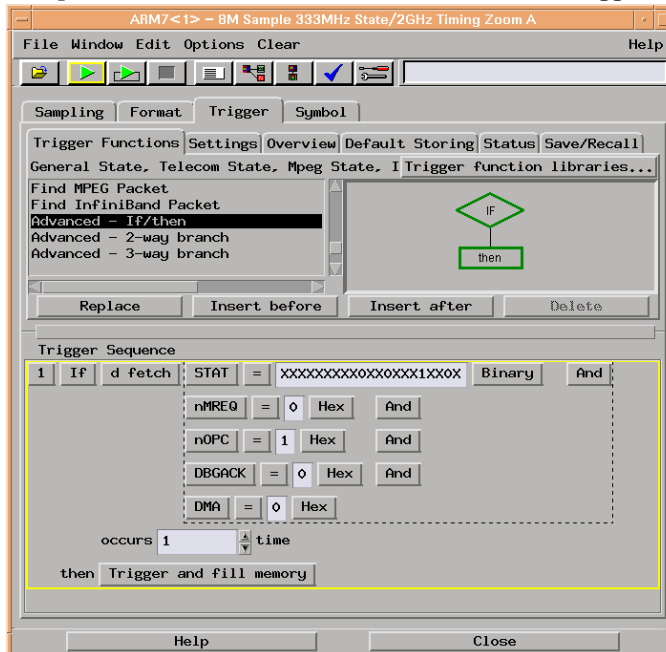 ARM7<1> - 8M Sample 333MHz State/2GHz Timing Zoom A
File Window Edit Options Clear Help
Sampling Format Trigger Symbol
Trigger Functions Settings Overview Default Storing Status Save/Recall
General State, Telecom State, Mpeg State, I Trigger function libraries...
Find MPEG Packet
Find InfiniBand Packet
Advanced - If/then
Advanced - 2-way branch
Advanced - 3-way branch
IF
then
Replace Insert before Insert after Delete
Trigger Sequence
1 If d fetch STAT = XXXXXXXXX0XX0XXX1XX0X Binary And
nMREQ = 0 Hex And
nOPC = 1 Hex And
DBGACK = 0 Hex And
DMA = 0 Hex
occurs 1 time
then Trigger and fill memory
Help Close